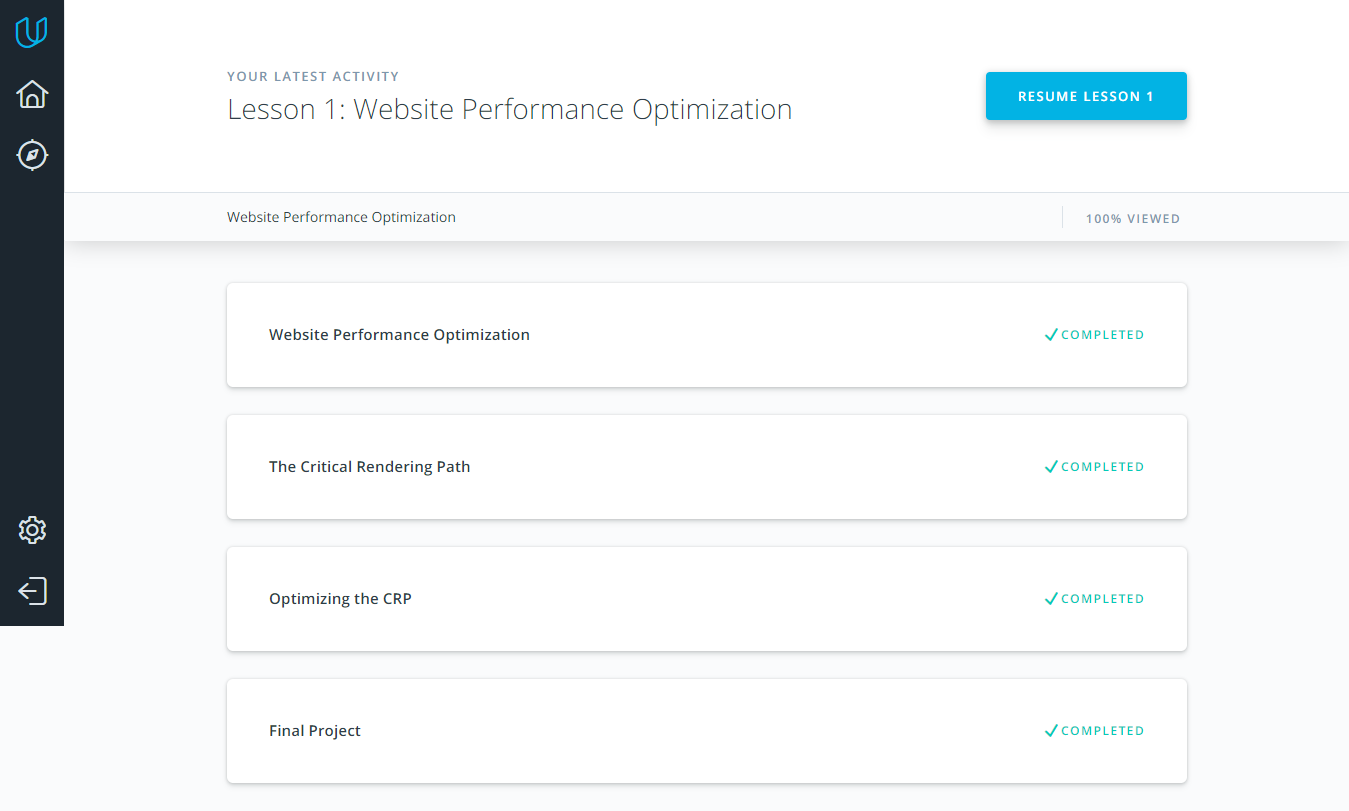 YOUR LATEST ACTIVITY
Lesson 1: Website Performance Optimization
RESUME LESSON 1
Website Performance Optimization
100% VIEWED
Website Performance Optimization
COMPLETED
The Critical Rendering Path
COMPLETED
Optimizing the CRP
COMPLETED
Final Project
COMPLETED